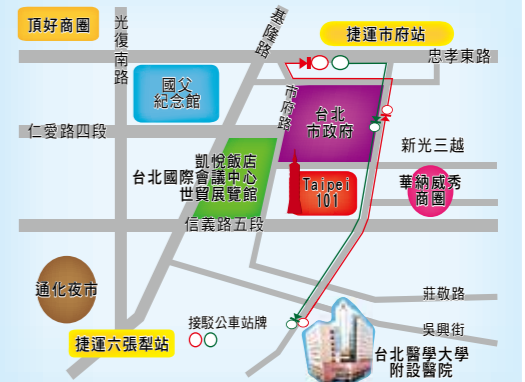 頂好商圈
光復南路
基隆路
捷運市府站
忠孝東路
國父
紀念館
市府路
台北
市政府
仁愛路四段
新光三越
凱悅飯店
台北國際會議中心
世貿展覽館
Taipei
101
華納威秀
商圈
信義路五段
通化夜市
莊敬路
接駁公車站牌
吳興街
捷運六張犁站
台北醫學大學
附設醫院